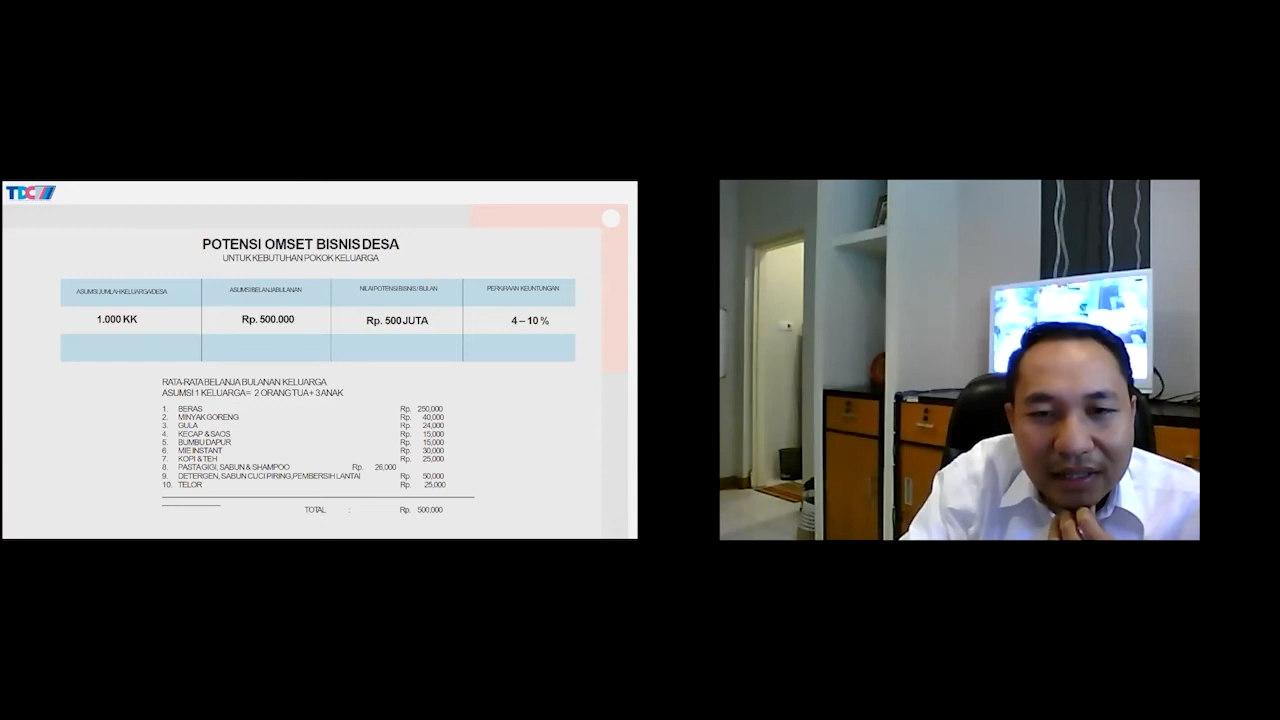 TDC
POTENSI OMSET BISNIS DESA
UNTUK KEBUTUHAN POKOK KELUARGA
ASUMSI JUMLAH KELUARGA/DESA ASUMSI BELANJA BULANAN NILAI POTENSI BISNIS / BULAN PERKIRAAN KEUNTUNGAN
1.000 KK Rp. 500.000 Rp. 500 JUTA 4 – 10 %
RATA-RATA BELANJA BULANAN KELUARGA
ASUMSI 1 KELUARGA = 2 ORANG TUA + 3 ANAK
1. BERAS Rp. 250,000
2. MINYAK GORENG Rp. 40,000
3. GULA Rp. 24,000
4. KECAP & SAOS Rp. 15,000
5. BUMBU DAPUR Rp. 15,000
6. MIE INSTANT Rp. 30,000
7. KOPI & TEH Rp. 25,000
8. PASTA GIGI, SABUN & SHAMPOO Rp. 26,000
9. DETERGEN, SABUN CUCI PIRING, PEMBERSIH LANTAI Rp. 50,000
10. TELOR Rp. 25,000
TOTAL : Rp. 500,000